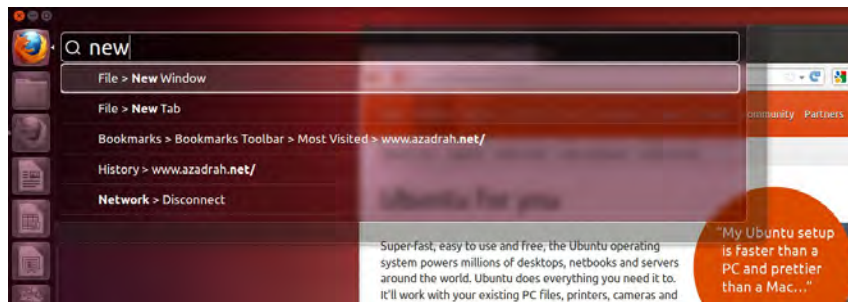 new
File > New Window
File > New Tab
ommunity Partners
Bookmarks > Bookmarks Toolbar > Most Visited > www.azadrah.net/
History > www.azadrah.net/
Network > Disconnect
Ubuntu for you
Super-fast, easy to use and free, the Ubuntu operating
system powers millions of desktops, netbooks and servers
around the world. Ubuntu does everything you need it to.
It'll work with your existing PC files, printers, cameras and
"My Ubuntu setup
is faster than a
PC and prettier
than a Mac..."